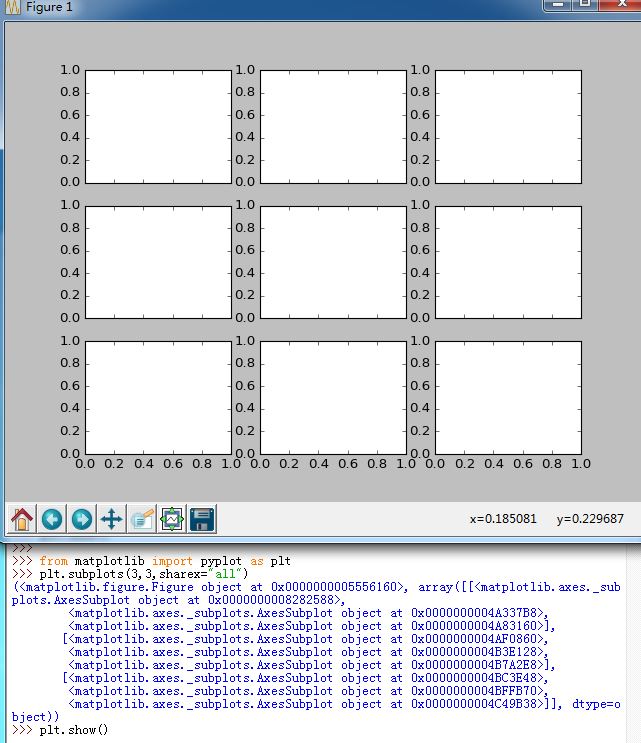 Figure 1
1.0 1.0 1.0
0.8 0.8 0.8
0.6 0.6 0.6
0.4 0.4 0.4
0.2 0.2 0.2
0.0 0.0 0.0
1.0 1.0 1.0
0.8 0.8 0.8
0.6 0.6 0.6
0.4 0.4 0.4
0.2 0.2 0.2
0.0 0.0 0.0
1.0 1.0 1.0
0.8 0.8 0.8
0.6 0.6 0.6
0.4 0.4 0.4
0.2 0.2 0.2
0.0 0.0 0.0
0.0 0.2 0.4 0.6 0.8 1.0 0.0 0.2 0.4 0.6 0.8 1.0 0.0 0.2 0.4 0.6 0.8 1.0
x=0.185081 y=0.229687
>>>
>>> from matplotlib import pyplot as plt
>>> plt.subplots(3,3,sharex="all")
(<matplotlib.figure.Figure object at 0x0000000005556160>, array([[<matplotlib.axes._sub
plots.AxesSubplot object at 0x0000000008282588>,
<matplotlib.axes._subplots.AxesSubplot object at 0x0000000004A337B8>,
<matplotlib.axes._subplots.AxesSubplot object at 0x0000000004A83160>],
[<matplotlib.axes._subplots.AxesSubplot object at 0x0000000004AF0860>,
<matplotlib.axes._subplots.AxesSubplot object at 0x0000000004B3E128>,
<matplotlib.axes._subplots.AxesSubplot object at 0x0000000004B7A2E8>],
[<matplotlib.axes._subplots.AxesSubplot object at 0x0000000004BC3E48>,
<matplotlib.axes._subplots.AxesSubplot object at 0x0000000004BFFB70>,
<matplotlib.axes._subplots.AxesSubplot object at 0x0000000004C49B38>]], dtype=o
bject))
>>> plt.show()